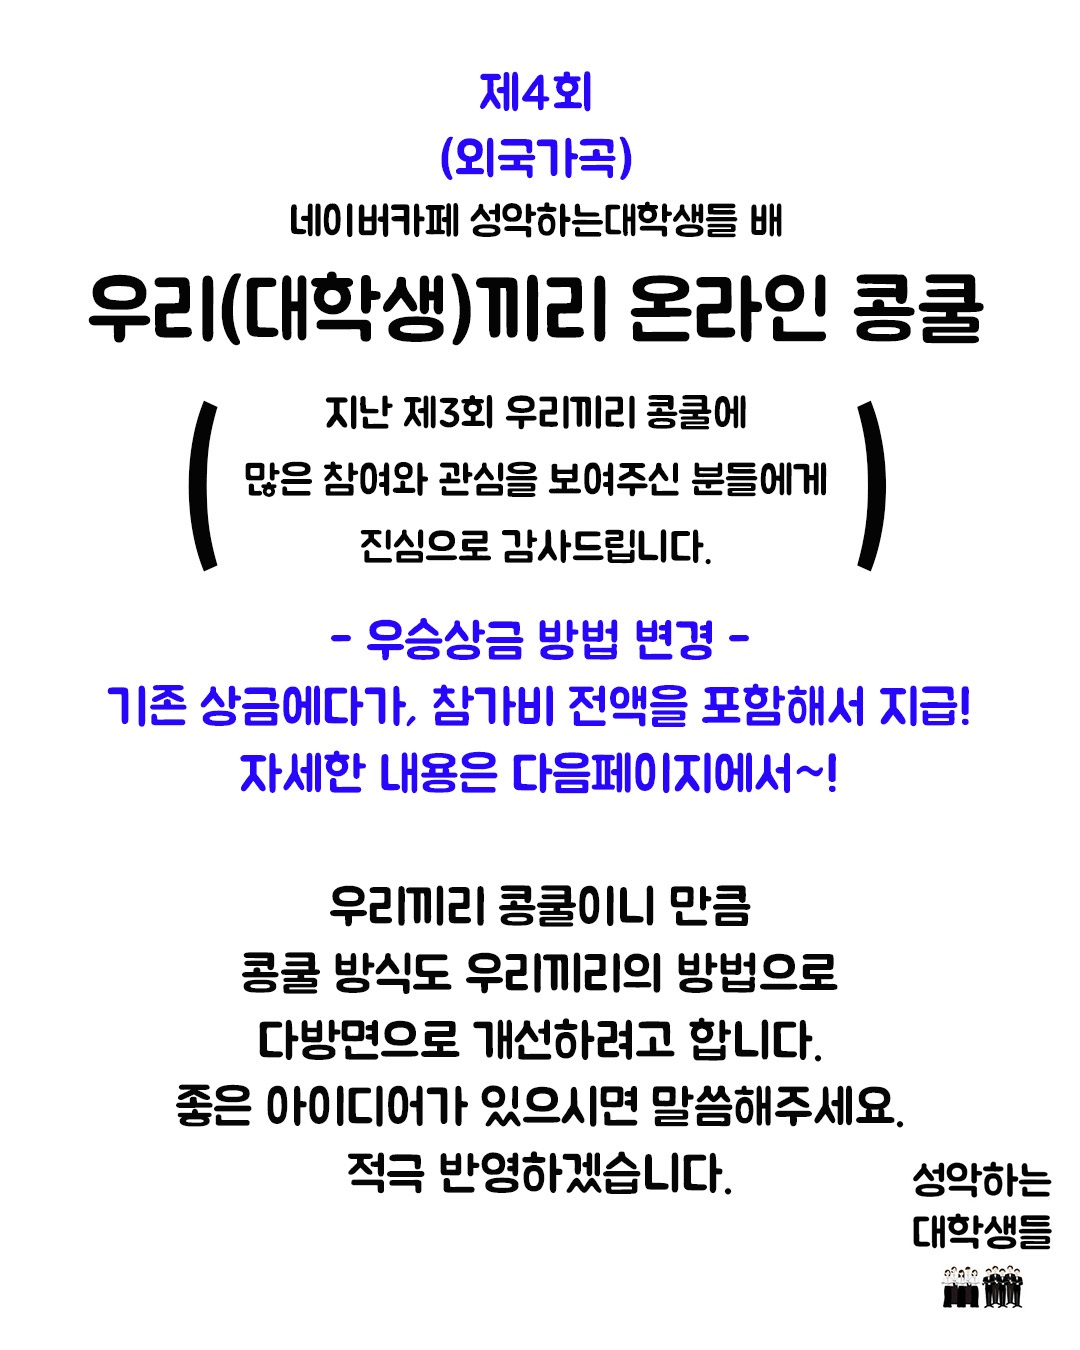 제4회
(외국가곡)
네이버카페 성악하는대학생들 배
우리(대학생)끼리 온라인 콩쿨
(지난 제3회 우리끼리 콩쿨에
많은 참여와 관심을 보여주신 분들에게
진심으로 감사드립니다.)
- 우승상금 방법 변경 -
기존 상금에다가, 참가비 전액을 포함해서 지급!
자세한 내용은 다음페이지에서~!
우리끼리 콩쿨이니 만큼
콩쿨 방식도 우리끼리의 방법으로
다방면으로 개선하려고 합니다.
좋은 아이디어가 있으시면 말씀해주세요.
적극 반영하겠습니다.
성악하는
대학생들